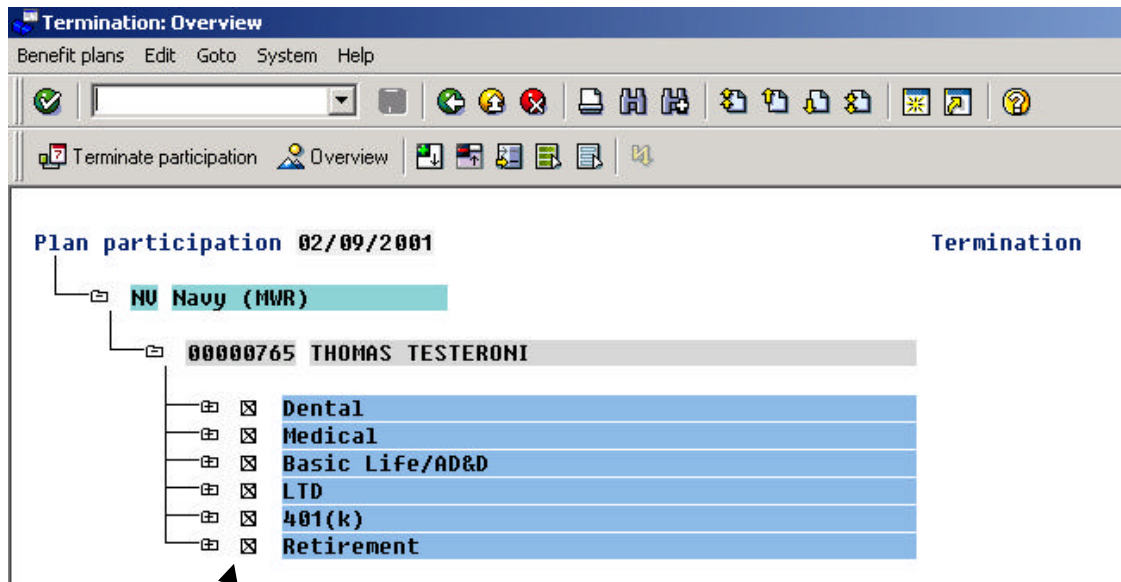 Termination: Overview
Benefit plans Edit Goto System Help
Terminate participation Overview
Plan participation 02/09/2001 Termination
NV Navy (MWR)
00000765 THOMAS TESTERONI
Dental
Medical
Basic Life/AD&D
LTD
401(k)
Retirement